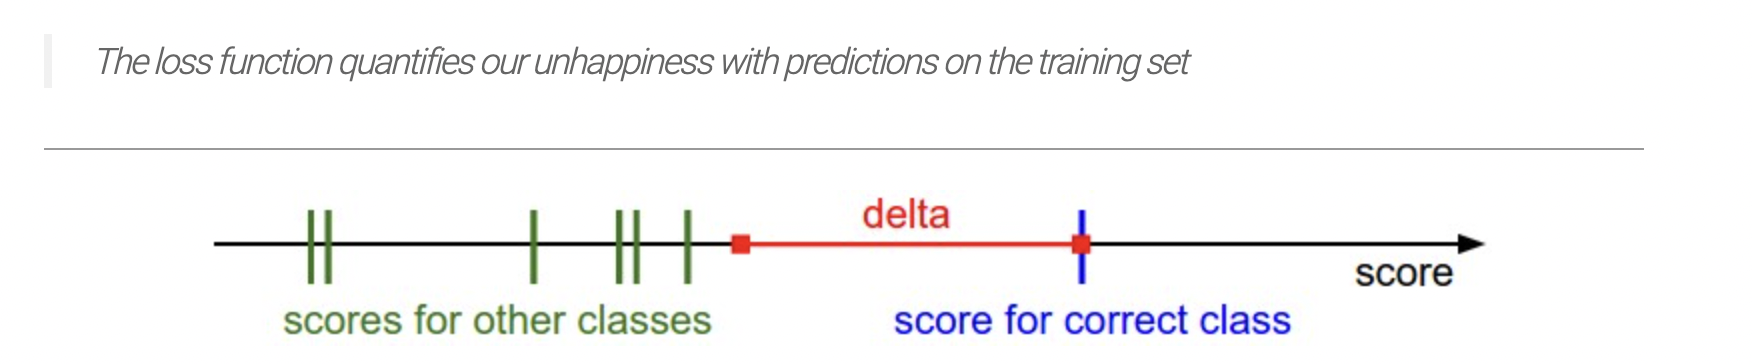 The loss function quantifies our unhappiness with predictions on the training set
delta
score
scores for other classes
score for correct class